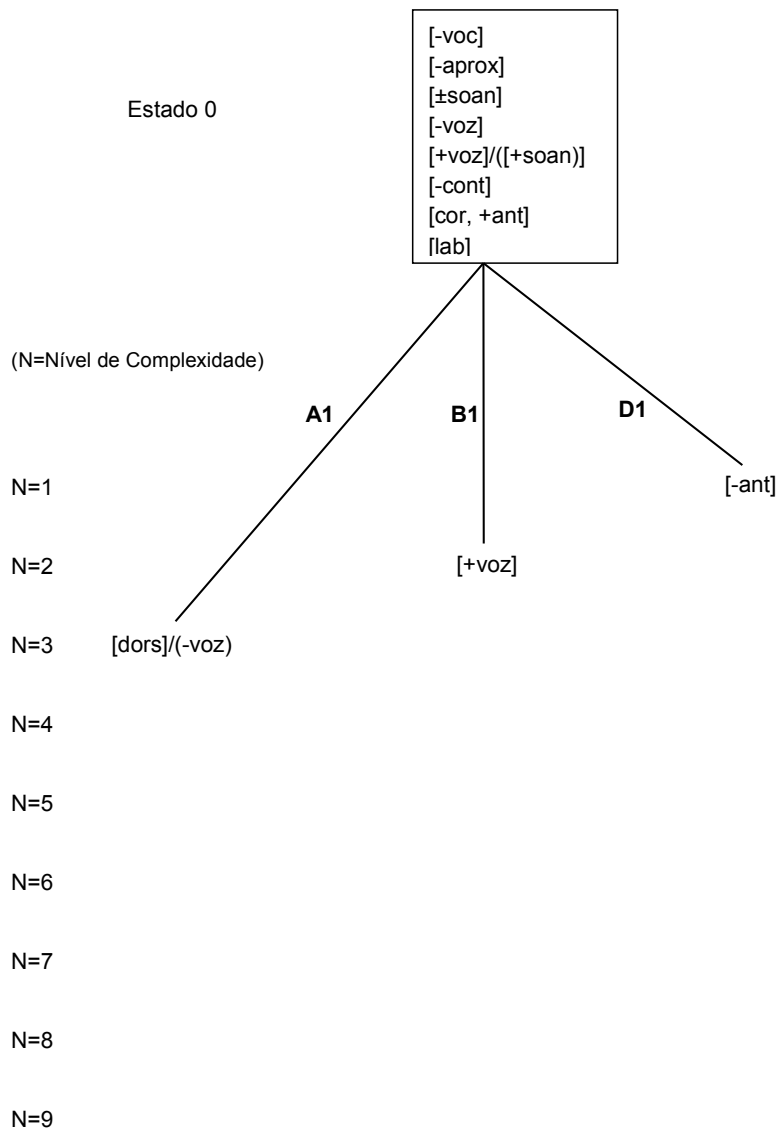 [-voc]
[-aprox]
Estado 0
[±soan]
[-voz]
[+voz]/([+soan)]
[-cont]
[cor, +ant]
[lab]
(N=Nível de Complexidade)
A1 B1 D1
N=1 [-ant]
N=2 [+voz]
N=3 [dors]/(-voz)
N=4
N=5
N=6
N=7
N=8
N=9